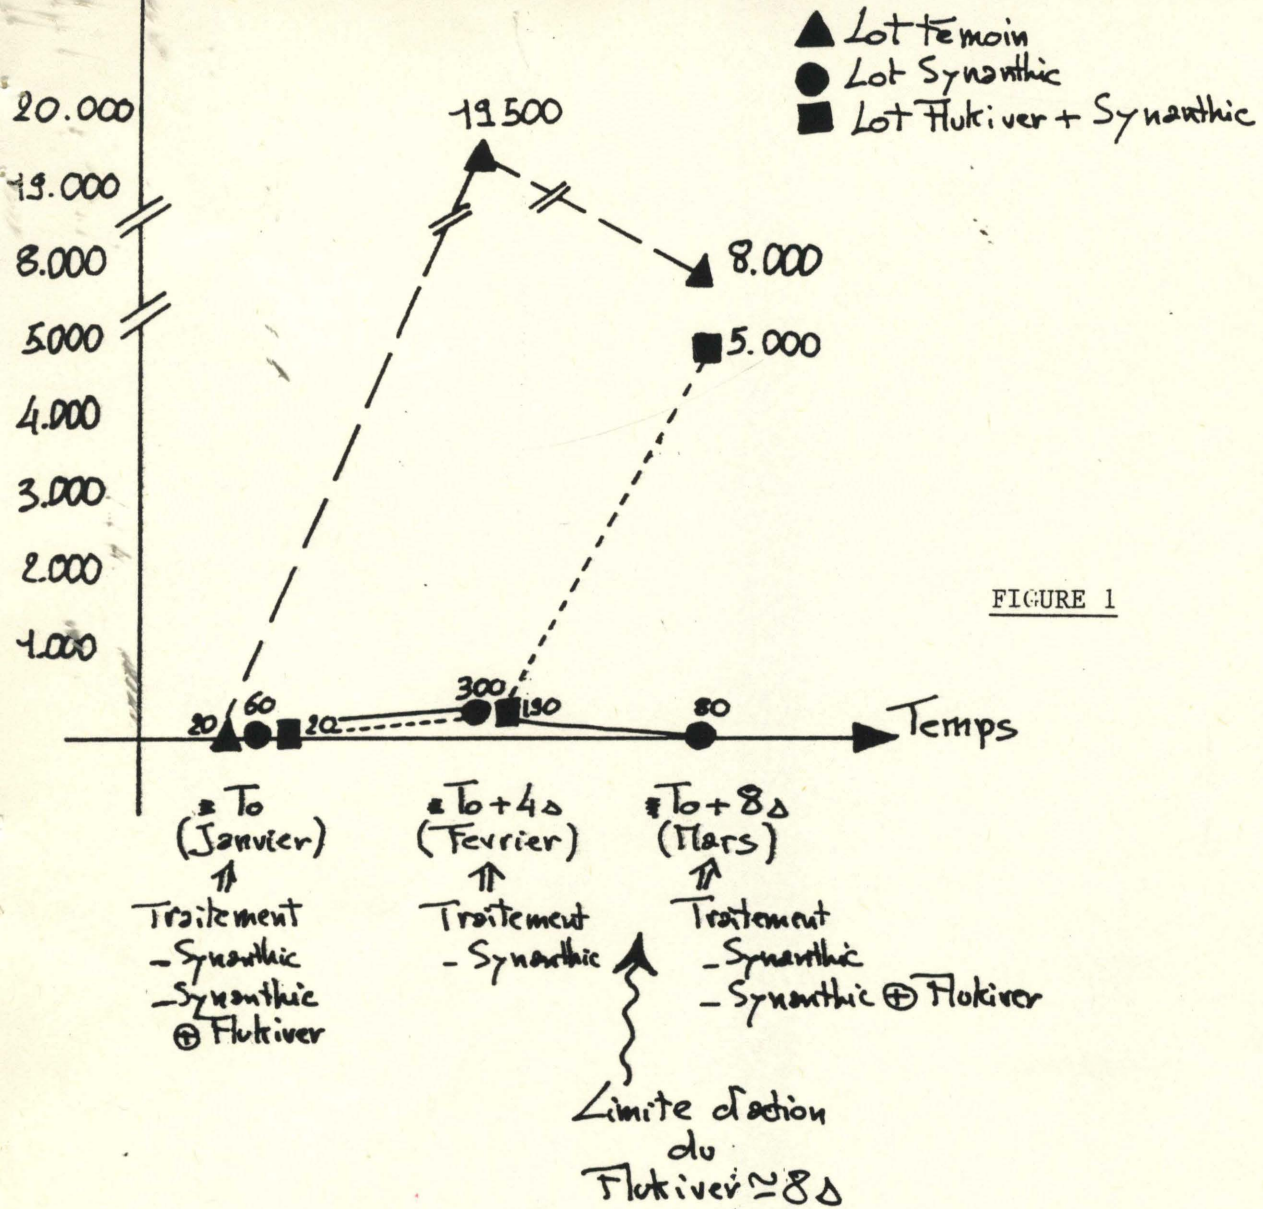 ▲ Lot Temoin
● Lot Synanthic
■ Lot Flukiver + Synanthic
20.000
19.000
8.000
5.000
4.000
3.000
2.000
1.000
19500
8.000
5.000
20
60
20
300
190
80
Temps
FIGURE 1
To
(Janvier)
Traitement
- Synanthic
- Synanthic
⊕ Flukiver
To + 4s
(Fevrier)
Traitement
- Synanthic
To + 8s
(Mars)
Traitement
- Synanthic
- Synanthic ⊕ Flukiver
Limite d'action
du
Flukiver ≃ 8s